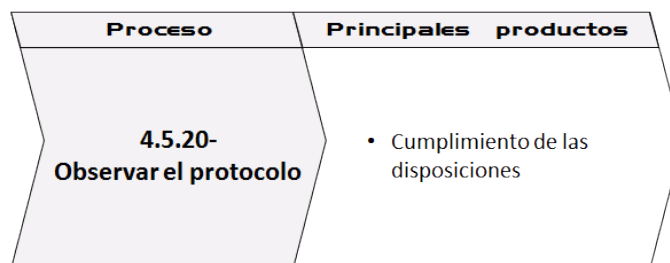 Proceso
Principales productos
4.5.20-
Observar el protocolo
• Cumplimiento de las
disposiciones